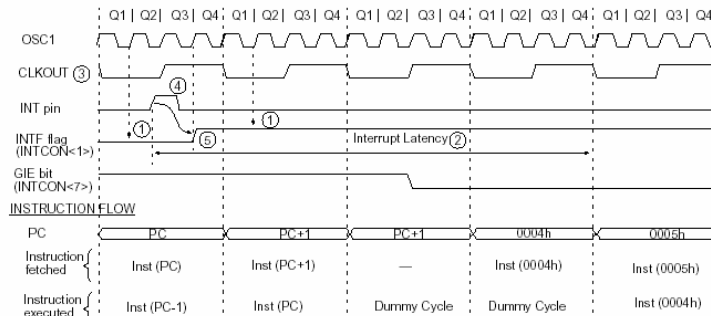 Q1 | Q2 | Q3 | Q4 | Q1 | Q2 | Q3 | Q4 | Q1 | Q2 | Q3 | Q4 | Q1 | Q2 | Q3 | Q4 | Q1 | Q2 | Q3 | Q4
OSC1
CLKOUT ③
④
INT pin
① ①
INTF flag
(INTCON<1>)
⑤ Interrupt Latency ②
GIE bit
(INTCON<7>)
INSTRUCTION FLOW
PC PC PC+1 PC+1 0004h 0005h
Instruction
fetched
Inst (PC) Inst (PC+1) — Inst (0004h) Inst (0005h)
Instruction
executed
Inst (PC-1) Inst (PC) Dummy Cycle Dummy Cycle Inst (0004h)